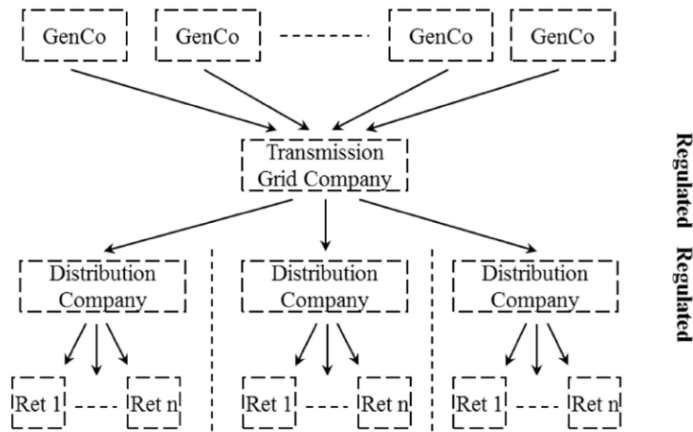 GenCo GenCo GenCo GenCo
Transmission
Grid Company
Regulated
Distribution
Company
Distribution
Company
Distribution
Company
Regulated
Ret 1 Ret n Ret 1 Ret n Ret 1 Ret n